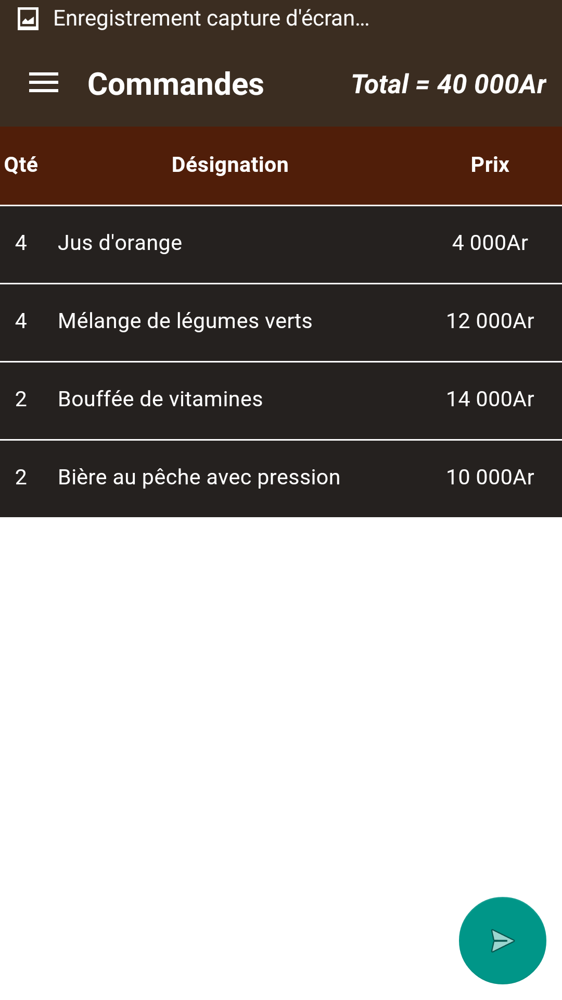 Enregistrement capture d'écran...
Commandes Total = 40 000Ar
Qté Désignation Prix
4 Jus d'orange 4 000Ar
4 Mélange de légumes verts 12 000Ar
2 Bouffée de vitamines 14 000Ar
2 Bière au pêche avec pression 10 000Ar